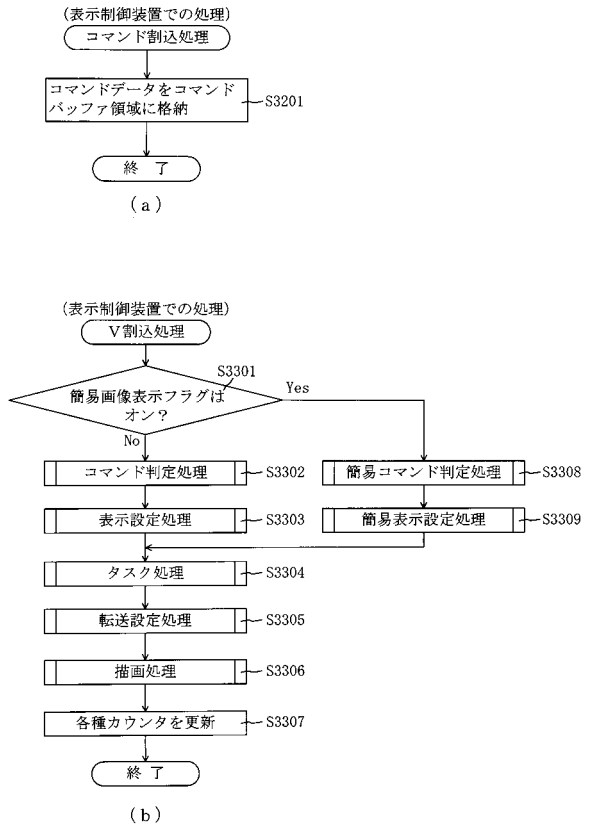 (表示制御装置での処理)
コマンド割込処理
コマンドデータをコマンド
バッファ領域に格納
S3201
終 了
(a)
(表示制御装置での処理)
V割込処理
S3301
簡易画像表示フラグは
オン?
Yes
No
コマンド判定処理
S3302
簡易コマンド判定処理
S3308
表示設定処理
S3303
簡易表示設定処理
S3309
タスク処理
S3304
転送設定処理
S3305
描画処理
S3306
各種カウンタを更新
S3307
終 了
(b)